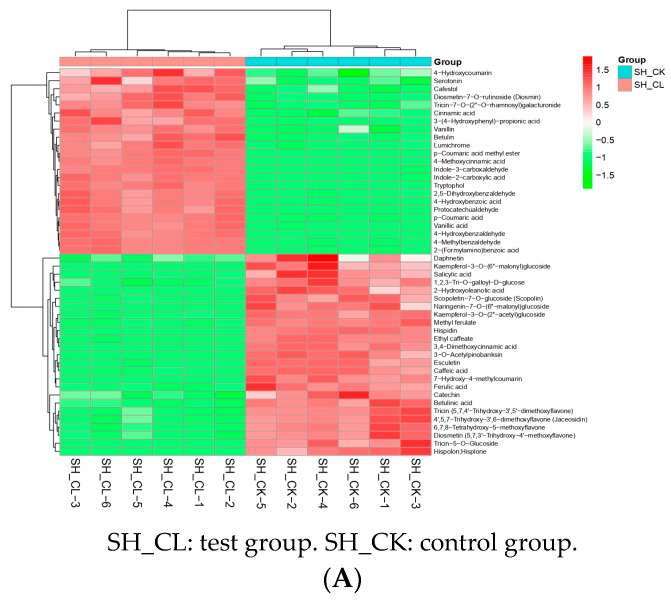 Group
4-Hydroxycoumarin
Serotonin
Cafestol
Diosmetin-7-O-rutinoside (Diosmin)
Tricin-7-O-(2"-O-rhamnosyl)galacturonide
Cinnamic acid
3-(4-Hydroxyphenyl)-propionic acid
Vanillin
Betulin
Lumichrome
p-Coumaric acid methyl ester
4-Methoxycinnamic acid
Indole-3-carboxaldehyde
Indole-2-carboxylic acid
Tryptophol
2,5-Dihydroxybenzaldehyde
4-Hydroxybenzoic acid
Protocatechualdehyde
p-Coumaric acid
Vanillic acid
4-Hydroxybenzaldehyde
4-Methylbenzaldehyde
2-(Formylamino)benzoic acid
Daphnetin
Kaempferol-3-O-(6"-malonyl)glucoside
Salicylic acid
1,2,3-Tri-O-galloyl-D-glucose
2-Hydroxyoleanolic acid
Scopoletin-7-O-glucoside (Scopolin)
Naringenin-7-O-(6"-malonyl)glucoside
Kaempferol-3-O-(2"-acetyl)glucoside
Methyl ferulate
Hispidin
Ethyl caffeate
3,4-Dimethoxycinnamic acid
3-O-Acetylpinobanksin
Esculetin
Caffeic acid
7-Hydroxy-4-methylcoumarin
Ferulic acid
Catechin
Betulinic acid
Tricin (5,7,4'-Trihydroxy-3',5'-dimethoxyflavone)
4',5,7-Trihydroxy-3',6-dimethoxyflavone (Jaceosidin)
6,7,8-Tetrahydroxy-5-methoxyflavone
Diosmetin (5,7,3'-Trihydroxy-4'-methoxyflavone)
Tricin-5-O-Glucoside
Hispolon;Hisplone
SH_CL-3
SH_CL-6
SH_CL-5
SH_CL-4
SH_CL-1
SH_CL-2
SH_CK-5
SH_CK-2
SH_CK-4
SH_CK-6
SH_CK-1
SH_CK-3
1.5
1
0.5
0
-0.5
-1
-1.5
Group
SH_CK
SH_CL
SH_CL: test group. SH_CK: control group.
(A)